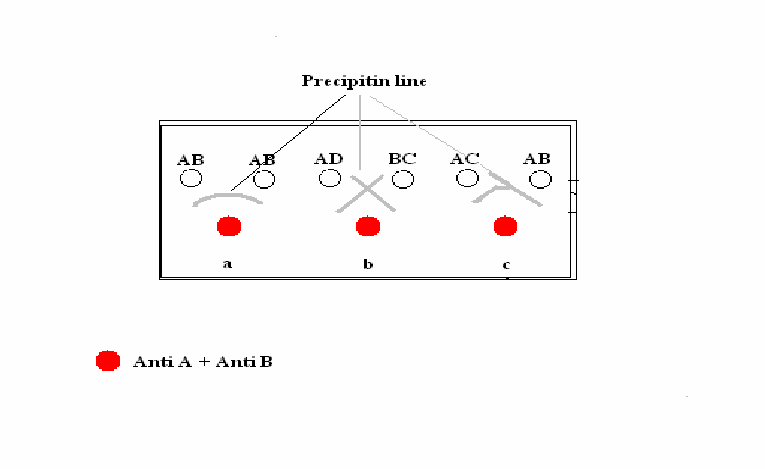 Precipitin line
AB AB AD BC AC AB
a b c
Anti A + Anti B